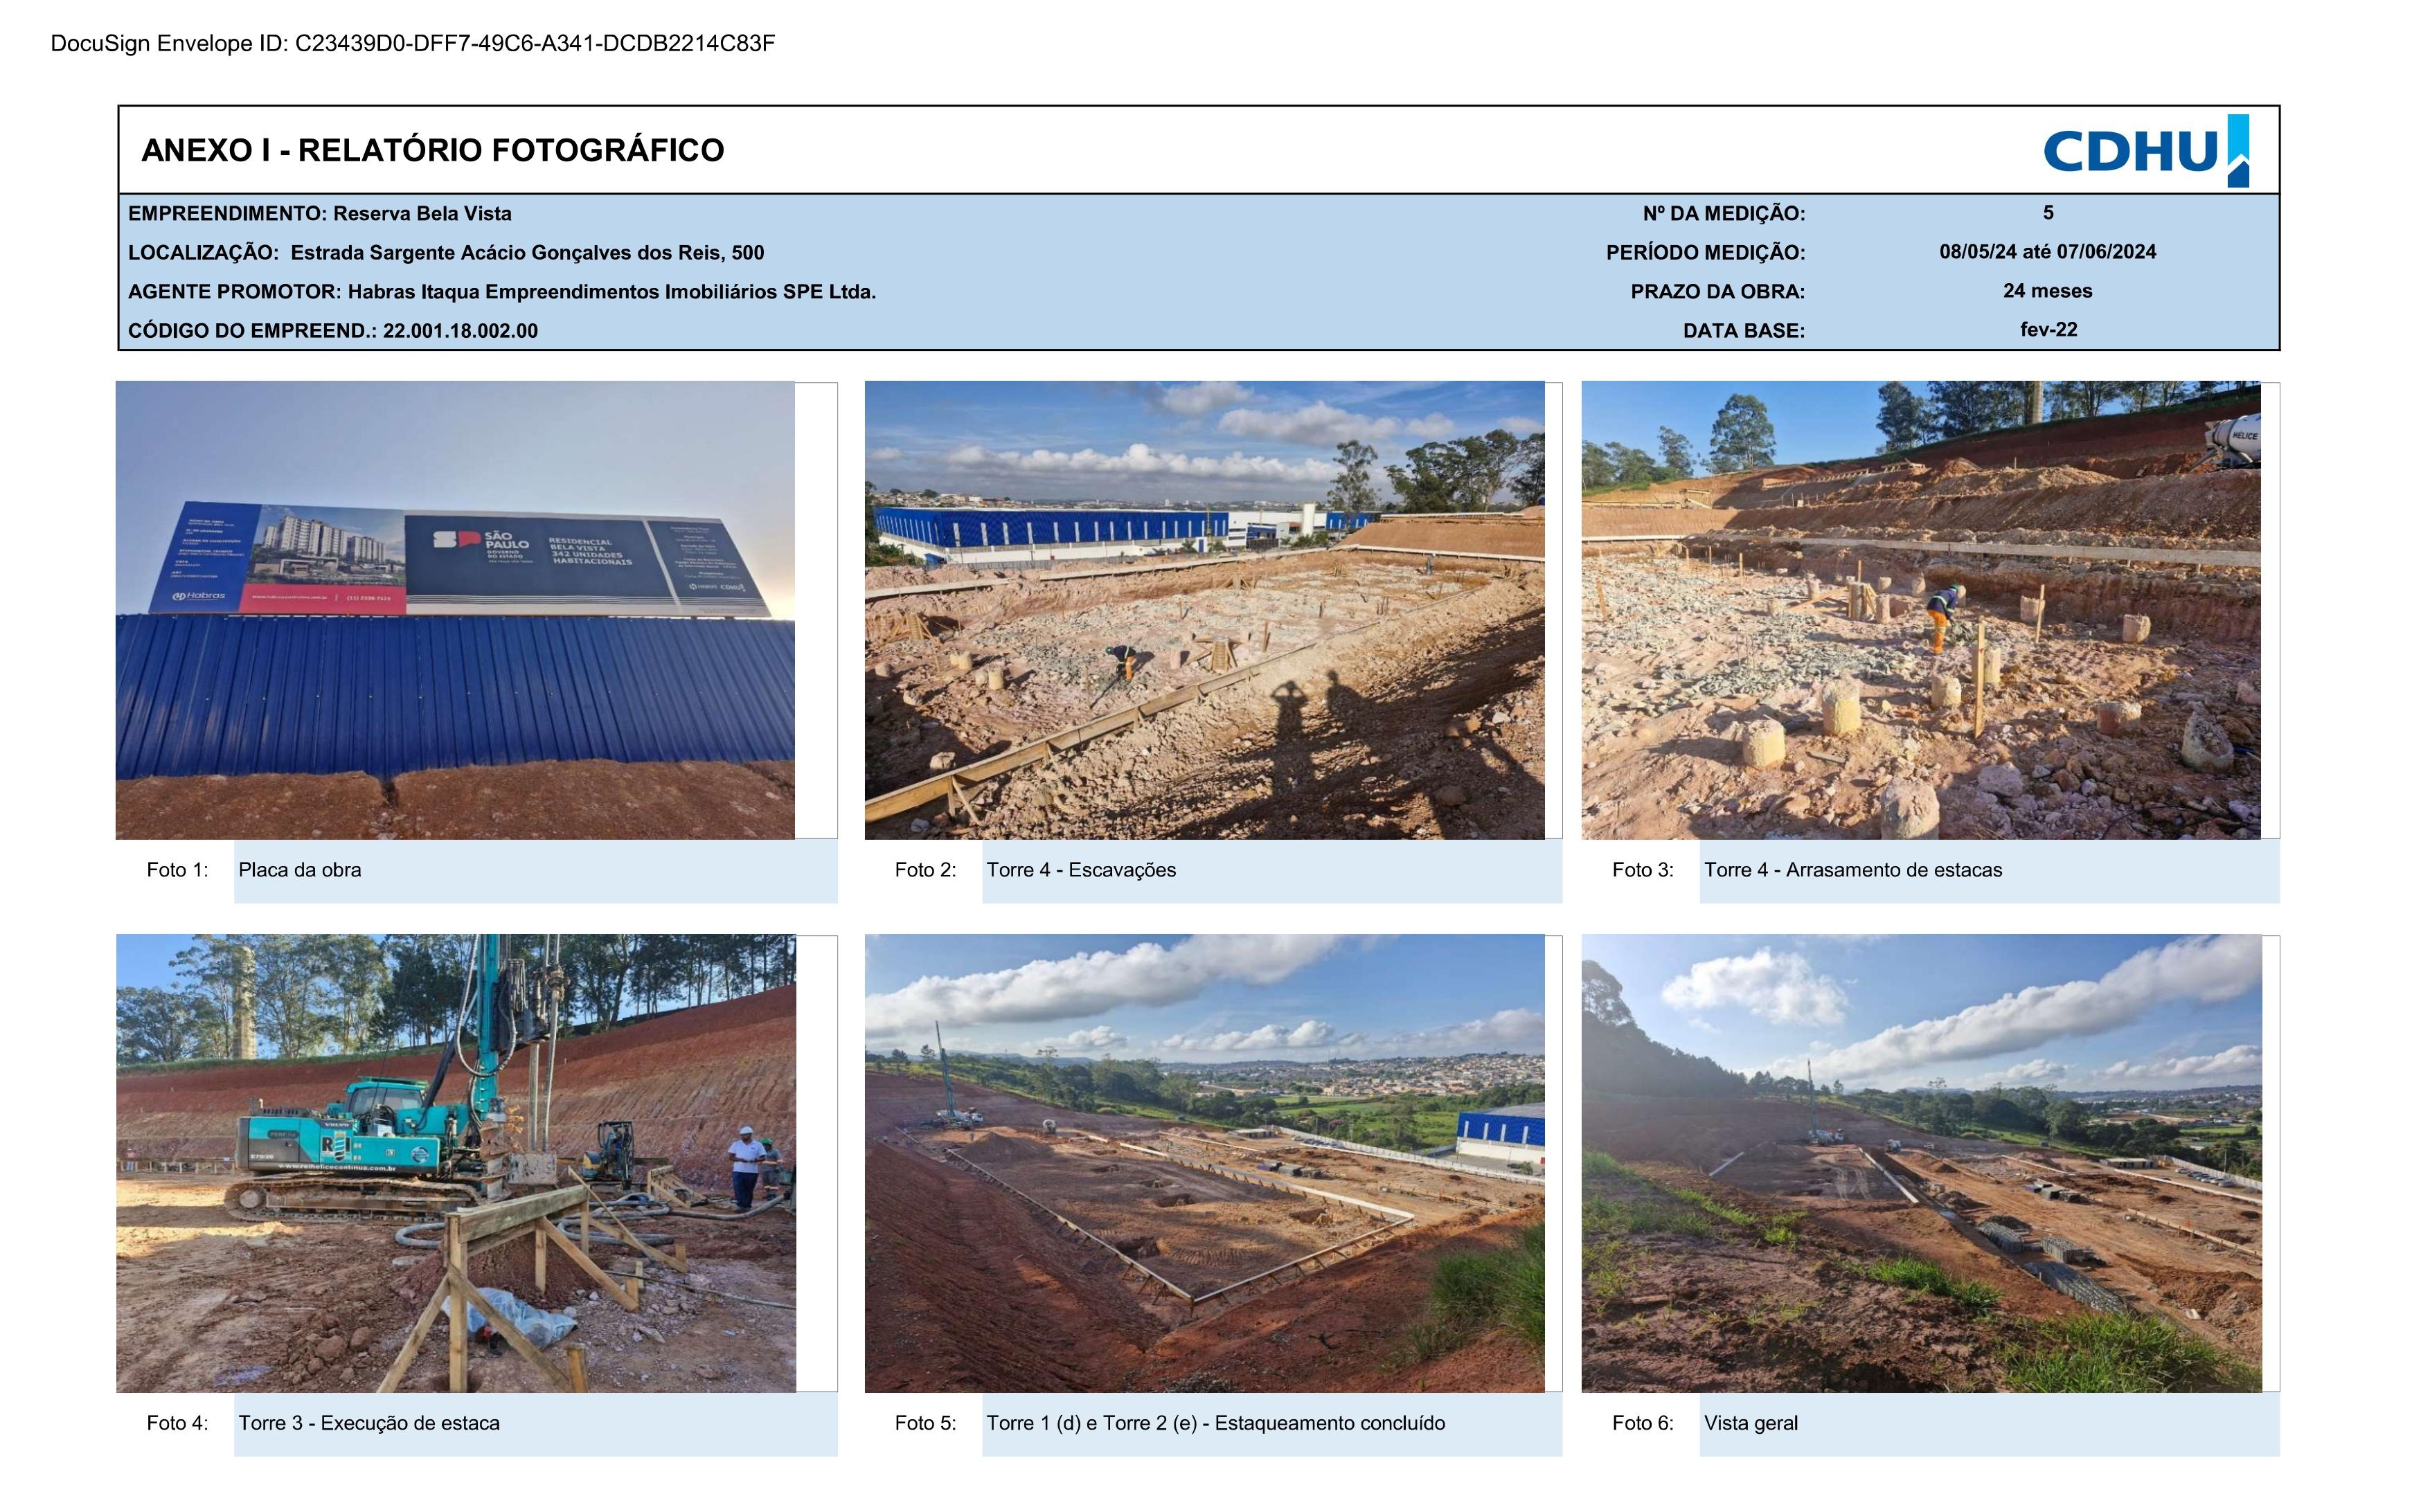 DocuSign Envelope ID: C23439D0-DFF7-49C6-A341-DCDB2214C83F
ANEXO I - RELATÓRIO FOTOGRÁFICO
CDHU
EMPREENDIMENTO: Reserva Bela Vista
Nº DA MEDIÇÃO: 5
LOCALIZAÇÃO: Estrada Sargente Acácio Gonçalves dos Reis, 500
PERÍODO MEDIÇÃO: 08/05/24 até 07/06/2024
AGENTE PROMOTOR: Habras Itaqua Empreendimentos Imobiliários SPE Ltda.
PRAZO DA OBRA: 24 meses
CÓDIGO DO EMPREEND.: 22.001.18.002.00
DATA BASE: fev-22
SP SÃO PAULO
GOVERNO DO ESTADO
RESIDENCIAL
BELA VISTA
342 UNIDADES
HABITACIONAIS
Habras
CDHU
HELICE
Foto 1: Placa da obra
Foto 2: Torre 4 - Escavações
Foto 3: Torre 4 - Arrasamento de estacas
VOLVO
Foto 4: Torre 3 - Execução de estaca
Foto 5: Torre 1 (d) e Torre 2 (e) - Estaqueamento concluído
Foto 6: Vista geral